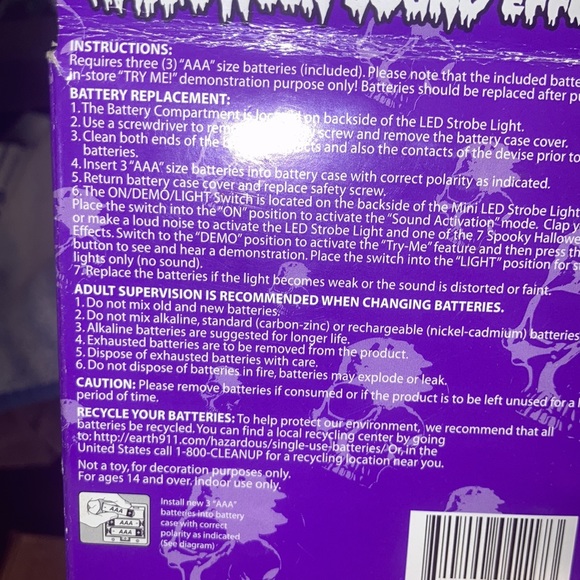 HALLOWEEN SOUND EFFE
INSTRUCTIONS:
Requires three (3) "AAA" size batteries (included). Please note that the included batte
in-store "TRY ME!" demonstration purpose only! Batteries should be replaced after pu
BATTERY REPLACEMENT:
1. The Battery Compartment is located on backside of the LED Strobe Light.
2. Use a screwdriver to remo screw and remove the battery case cover.
3. Clean both ends of the and also the contacts of the devise prior to
batteries.
4. Insert 3 "AAA" size batteries into battery case with correct polarity as indicated.
5. Return battery case cover and replace safety screw.
6. The ON/DEMO/LIGHT Switch is located on the backside of the Mini LED Strobe Light
Place the switch into the "ON" position to activate the "Sound Activation" mode. Clap y
or make a loud noise to activate the LED Strobe Light and one of the 7 Spooky Hallowe
Effects. Switch to the "DEMO" position to activate the "Try-Me" feature and then press th
button to see and hear a demonstration. Place the switch into the "LIGHT" position for s
lights only (no sound).
7. Replace the batteries if the light becomes weak or the sound is distorted or faint.
ADULT SUPERVISION IS RECOMMENDED WHEN CHANGING BATTERIES.
1. Do not mix old and new batteries.
2. Do not mix alkaline, standard (carbon-zinc) or rechargeable (nickel-cadmium) batteries
3. Alkaline batteries are suggested for longer life.
4. Exhausted batteries are to be removed from the product.
5. Dispose of exhausted batteries with care.
6. Do not dispose of batteries in fire, batteries may explode or leak.
CAUTION: Please remove batteries if consumed or if the product is to be left unused for a l
period of time.
RECYCLE YOUR BATTERIES: To help protect our environment, we recommend that all
batteries be recycled. You can find a local recycling center by going
to: http://earth911.com/hazardous/single-use-batteries/ Or, in the
United States call 1-800-CLEANUP for a recycling location near you.
Not a toy, for decoration purposes only.
For ages 14 and over. Indoor use only.
AAA
AAA
AAA
Install new 3 "AAA"
batteries into battery
case with correct
polarity as indicated
(See diagram)